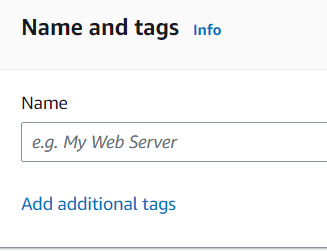 Name and tags Info
Name
e.g. My Web Server
Add additional tags